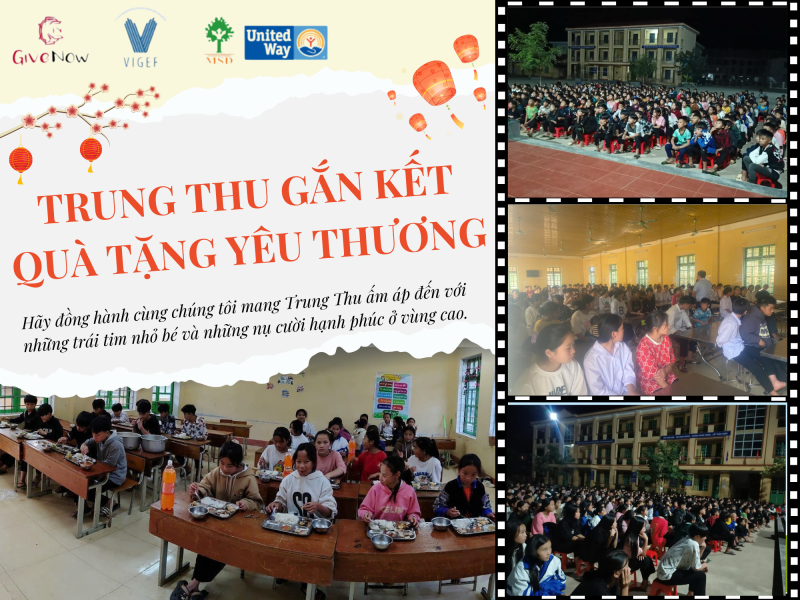 GiveNow
VIGEF
MSD
United
Way
TRUNG THU GẮN KẾT
QUÀ TẶNG YÊU THƯƠNG
Hãy đồng hành cùng chúng tôi mang Trung Thu ấm áp đến với
những trái tim nhỏ bé và những nụ cười hạnh phúc ở vùng cao.